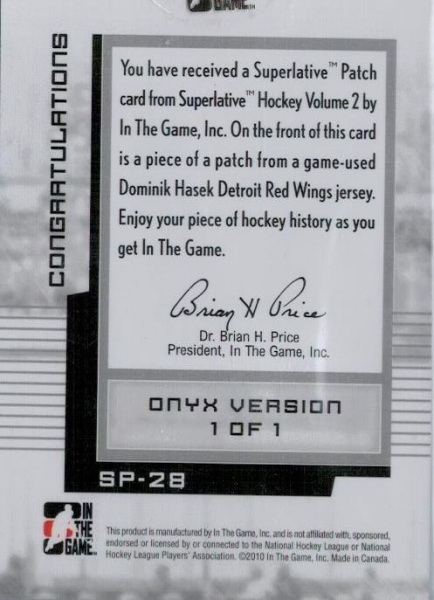 IN THE GAME
CONGRATULATIONS
You have received a Superlative™ Patch
card from Superlative™ Hockey Volume 2 by
In The Game, Inc. On the front of this card
is a piece of a patch from a game-used
Dominik Hasek Detroit Red Wings jersey.
Enjoy your piece of hockey history as you
get In The Game.
Brian H Price
Dr. Brian H. Price
President, In The Game, Inc.
ONYX VERSION
1 OF 1
SP-28
IN
THE
GAME
This product is manufactured by In The Game, Inc. and is not affiliated with, sponsored,
endorsed or licensed by or connected to the National Hockey League or National
Hockey League Players' Association. ©2010 In The Game, Inc. Made in Canada.